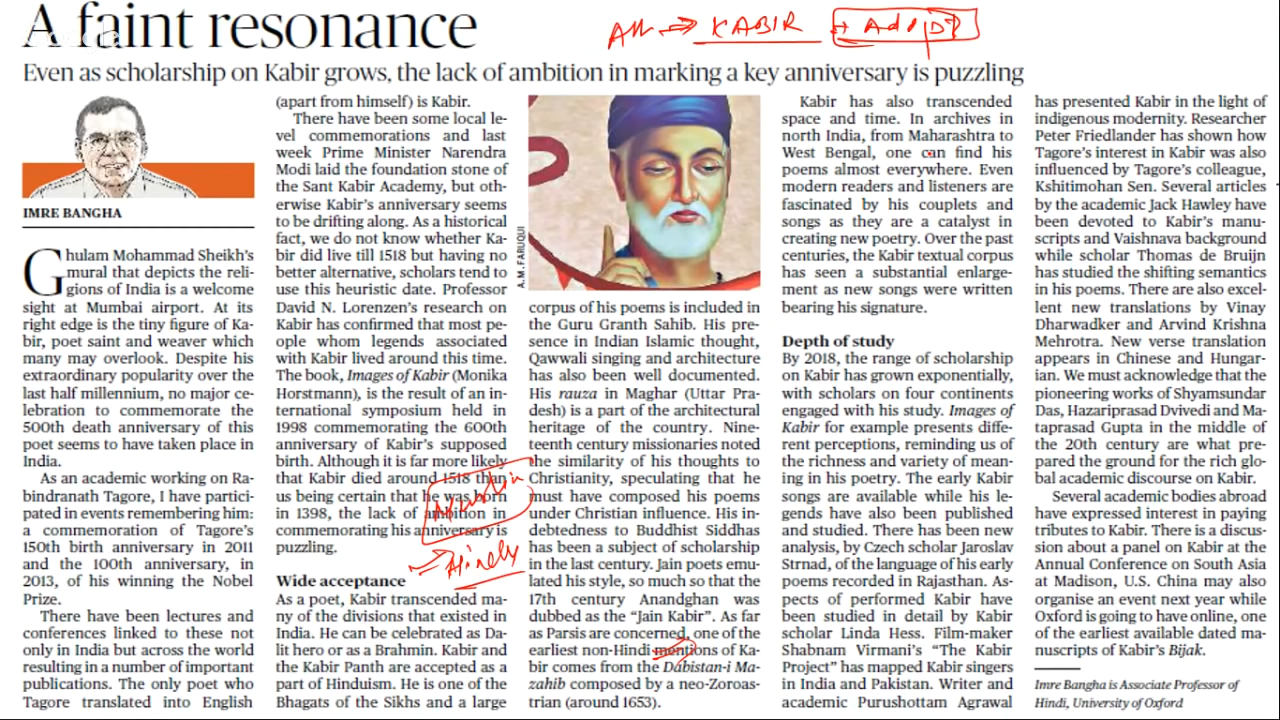 A faint resonance
Even as scholarship on Kabir grows, the lack of ambition in marking a key anniversary is puzzling
All → KABIR
+ Add DP
IMRE BANGHA
Ghulam Mohammad Sheikh's
mural that depicts the reli-
gions of India is a welcome
sight at Mumbai airport. At its
right edge is the tiny figure of Ka-
bir, poet saint and weaver which
many may overlook. Despite his
extraordinary popularity over the
last half millennium, no major ce-
lebration to commemorate the
500th death anniversary of this
poet seems to have taken place in
India.
As an academic working on Ra-
bindranath Tagore, I have partici-
pated in events remembering him:
a commemoration of Tagore's
150th birth anniversary in 2011
and the 100th anniversary, in
2013, of his winning the Nobel
Prize.
There have been lectures and
conferences linked to these not
only in India but across the world
resulting in a number of important
publications. The only poet who
Tagore translated into English
(apart from himself) is Kabir.
There have been some local le-
vel commemorations and last
week Prime Minister Narendra
Modi laid the foundation stone of
the Sant Kabir Academy, but oth-
erwise Kabir's anniversary seems
to be drifting along. As a historical
fact, we do not know whether Ka-
bir did live till 1518 but having no
better alternative, scholars tend to
use this heuristic date. Professor
David N. Lorenzen's research on
Kabir has confirmed that most pe-
ople whom legends associated
with Kabir lived around this time.
The book, Images of Kabir (Monika
Horstmann), is the result of an in-
ternational symposium held in
1998 commemorating the 600th
anniversary of Kabir's supposed
birth. Although it is far more likely
that Kabir died around 1518 than
us being certain that he was born
in 1398, the lack of ambition in
commemorating his anniversary is
puzzling.
Wide acceptance
As a poet, Kabir transcended ma-
ny of the divisions that existed in
India. He can be celebrated as Da-
lit hero or as a Brahmin. Kabir and
the Kabir Panth are accepted as a
part of Hinduism. He is one of the
Bhagats of the Sikhs and a large
A.M. FARUQUI
corpus of his poems is included in
the Guru Granth Sahib. His pre-
sence in Indian Islamic thought,
Qawwali singing and architecture
has also been well documented.
His rauza in Maghar (Uttar Pra-
desh) is a part of the architectural
heritage of the country. Nine-
teenth century missionaries noted
the similarity of his thoughts to
Christianity, speculating that he
must have composed his poems
under Christian influence. His in-
debtedness to Buddhist Siddhas
has been a subject of scholarship
in the last century. Jain poets emu-
lated his style, so much so that the
17th century Anandghan was
dubbed as the "Jain Kabir". As far
as Parsis are concerned, one of the
earliest non-Hindi mentions of Ka-
bir comes from the Dabistan-i Ma-
zahib composed by a neo-Zoroas-
trian (around 1653).
Kabir has also transcended
space and time. In archives in
north India, from Maharashtra to
West Bengal, one can find his
poems almost everywhere. Even
modern readers and listeners are
fascinated by his couplets and
songs as they are a catalyst in
creating new poetry. Over the past
centuries, the Kabir textual corpus
has seen a substantial enlarge-
ment as new songs were written
bearing his signature.
Depth of study
By 2018, the range of scholarship
on Kabir has grown exponentially,
with scholars on four continents
engaged with his study. Images of
Kabir for example presents diffe-
rent perceptions, reminding us of
the richness and variety of mean-
ing in his poetry. The early Kabir
songs are available while his le-
gends have also been published
and studied. There has been new
analysis, by Czech scholar Jaroslav
Strnad, of the language of his early
poems recorded in Rajasthan. As-
pects of performed Kabir have
been studied in detail by Kabir
scholar Linda Hess. Film-maker
Shabnam Virmani's "The Kabir
Project" has mapped Kabir singers
in India and Pakistan. Writer and
academic Purushottam Agrawal
has presented Kabir in the light of
indigenous modernity. Researcher
Peter Friedlander has shown how
Tagore's interest in Kabir was also
influenced by Tagore's colleague,
Kshitimohan Sen. Several articles
by the academic Jack Hawley have
been devoted to Kabir's manu-
scripts and Vaishnava background
while scholar Thomas de Bruijn
has studied the shifting semantics
in his poems. There are also excel-
lent new translations by Vinay
Dharwadker and Arvind Krishna
Mehrotra. New verse translation
appears in Chinese and Hungar-
ian. We must acknowledge that the
pioneering works of Shyamsundar
Das, Hazariprasad Dvivedi and Ma-
taprasad Gupta in the middle of
the 20th century are what pre-
pared the ground for the rich glo-
bal academic discourse on Kabir.
Several academic bodies abroad
have expressed interest in paying
tributes to Kabir. There is a discus-
sion about a panel on Kabir at the
Annual Conference on South Asia
at Madison, U.S. China may also
organise an event next year while
Oxford is going to have online, one
of the earliest available dated ma-
nuscripts of Kabir's Bijak.
Imre Bangha is Associate Professor of
Hindi, University of Oxford